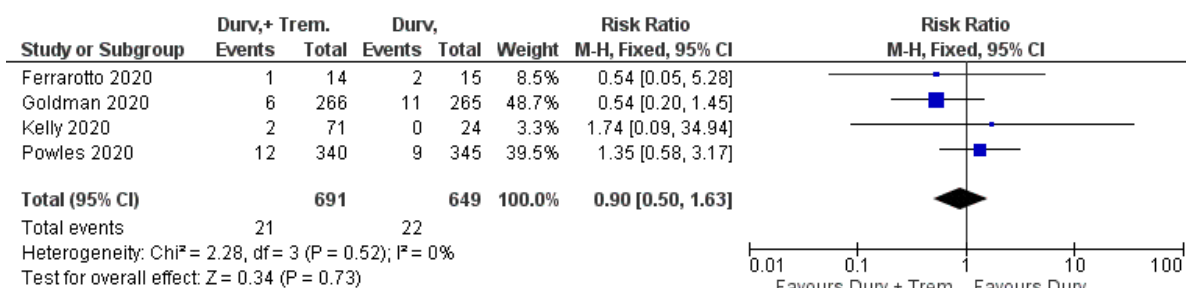 Durv,+ Trem. Durv, Risk Ratio Risk Ratio
Study or Subgroup Events Total Events Total Weight M-H, Fixed, 95% CI M-H, Fixed, 95% CI
Ferrarotto 2020 1 14 2 15 8.5% 0.54 [0.05, 5.28]
Goldman 2020 6 266 11 265 48.7% 0.54 [0.20, 1.45]
Kelly 2020 2 71 0 24 3.3% 1.74 [0.09, 34.94]
Powles 2020 12 340 9 345 39.5% 1.35 [0.58, 3.17]
Total (95% CI) 691 649 100.0% 0.90 [0.50, 1.63]
Total events 21 22
Heterogeneity: Chi² = 2.28, df = 3 (P = 0.52); I² = 0%
Test for overall effect: Z = 0.34 (P = 0.73)
0.01 0.1 1 10 100
Favours Durv + Trem. Favours Durv.